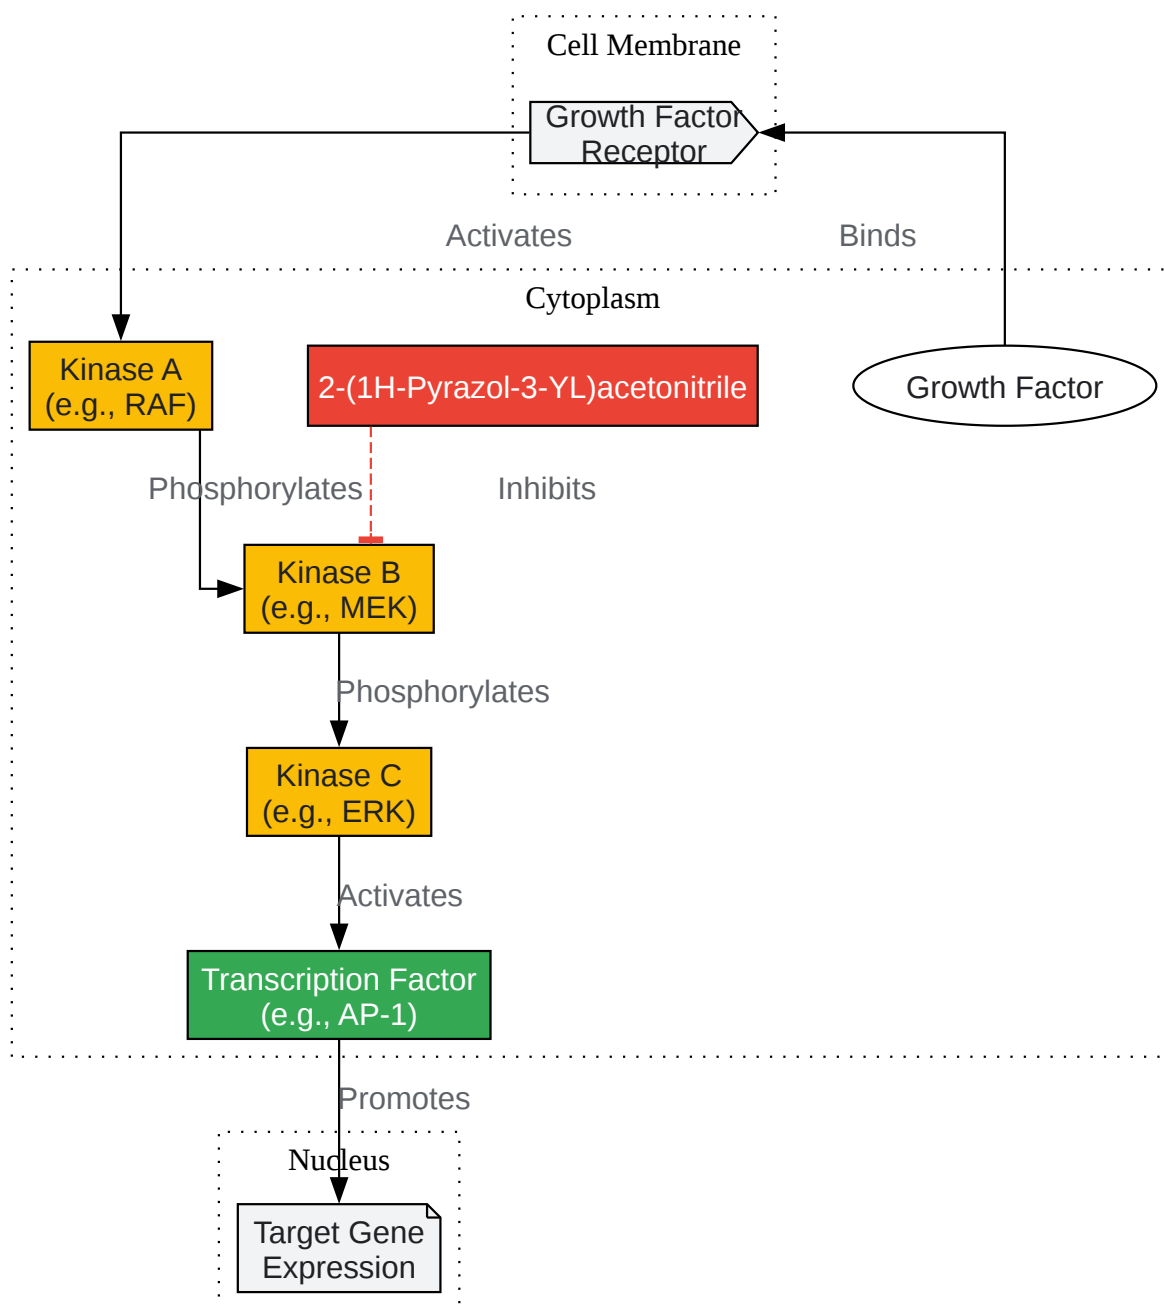 Cell Membrane
Growth Factor
Receptor
Activates
Binds
Cytoplasm
Kinase A
(e.g., RAF)
2-(1H-Pyrazol-3-YL)acetonitrile
Growth Factor
Phosphorylates
Inhibits
Kinase B
(e.g., MEK)
Phosphorylates
Kinase C
(e.g., ERK)
Activates
Transcription Factor
(e.g., AP-1)
Promotes
Nucleus
Target Gene
Expression